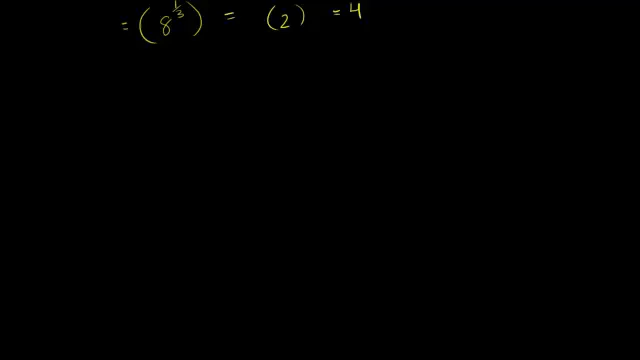 = (8^{1/3}) = (2) = 4